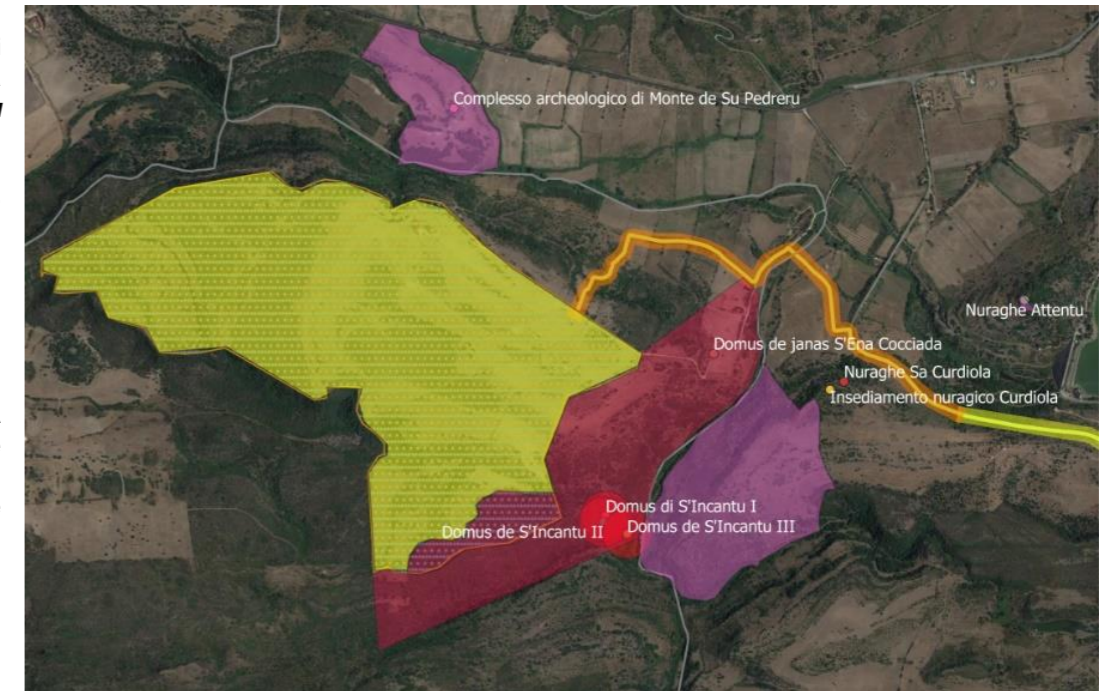 Complesso archeologico di Monte de Su Pedreru
Nuraghe Attentu
Domus de janas S'Ena Cocciada
Nuraghe Sa Curdiola
Insediamento nuragico Curdiola
Domus di S'Incantu I
Domus de S'Incantu II
Domus de S'Incantu III